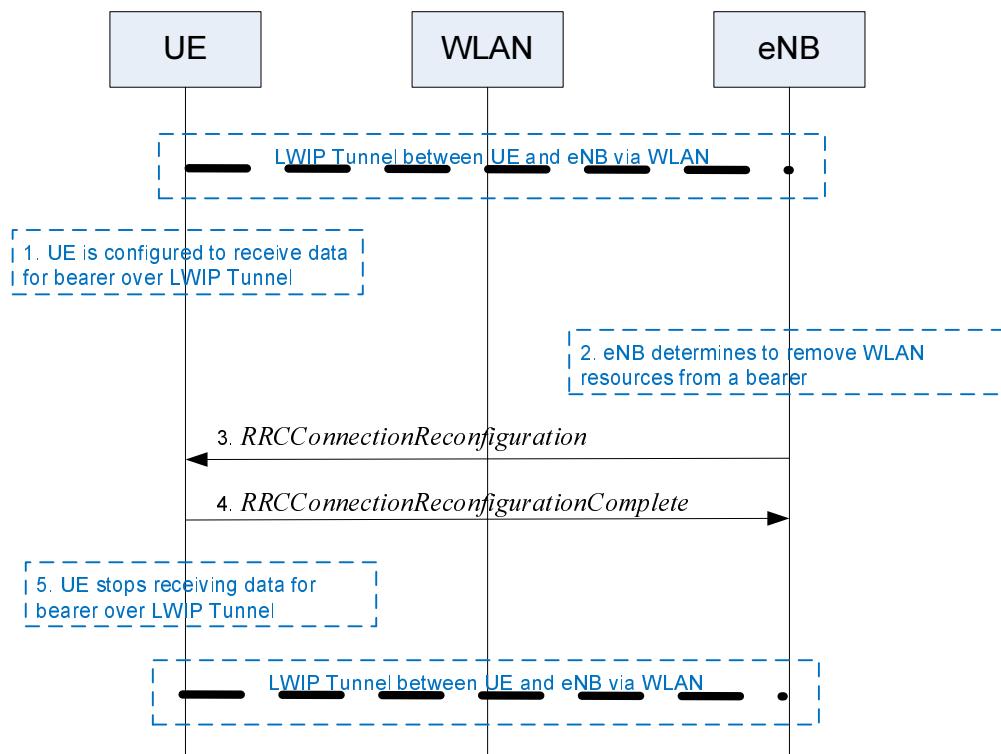 UE
WLAN
eNB
LWIP Tunnel between UE and eNB via WLAN
1. UE is configured to receive data
for bearer over LWIP Tunnel
2. eNB determines to remove WLAN
resources from a bearer
3. RRCConnectionReconfiguration
4. RRCConnectionReconfigurationComplete
5. UE stops receiving data for
bearer over LWIP Tunnel
LWIP Tunnel between UE and eNB via WLAN